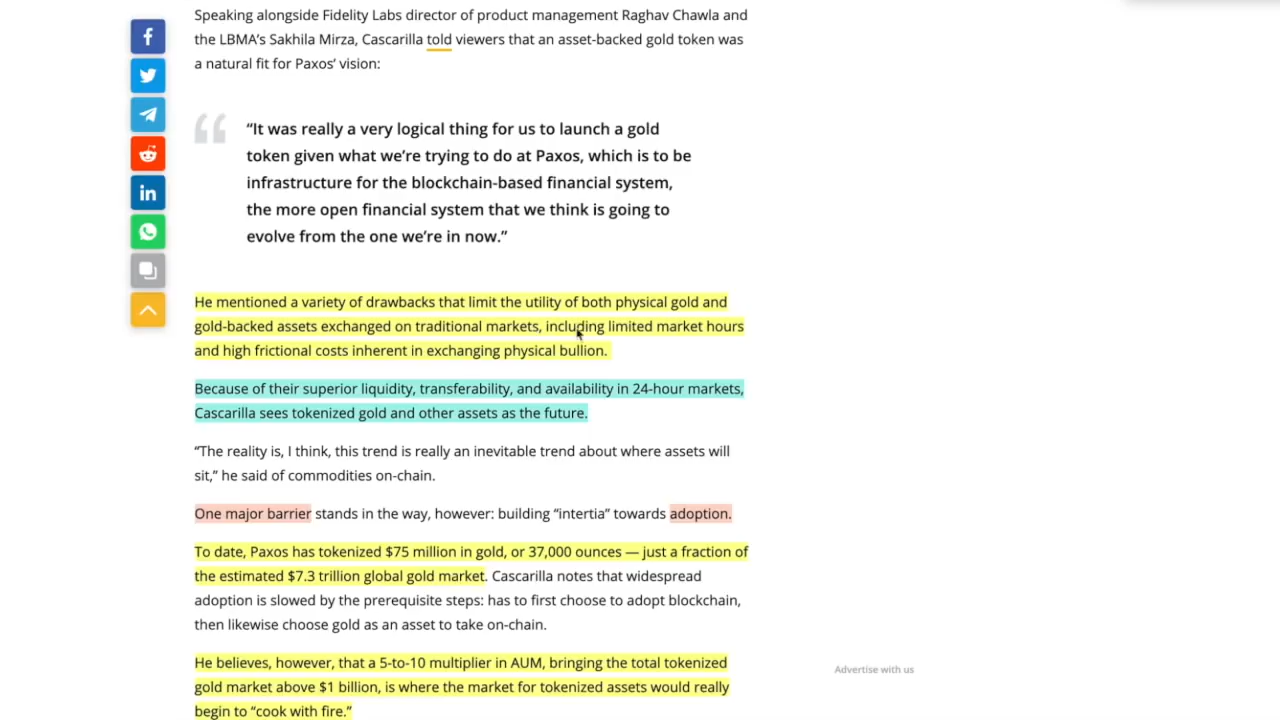 Speaking alongside Fidelity Labs director of product management Raghav Chawla and
the LBMA’s Sakhila Mirza, Cascarilla told viewers that an asset-backed gold token was
a natural fit for Paxos’ vision:
“It was really a very logical thing for us to launch a gold
token given what we’re trying to do at Paxos, which is to be
infrastructure for the blockchain-based financial system,
the more open financial system that we think is going to
evolve from the one we’re in now.”
He mentioned a variety of drawbacks that limit the utility of both physical gold and
gold-backed assets exchanged on traditional markets, including limited market hours
and high frictional costs inherent in exchanging physical bullion.
Because of their superior liquidity, transferability, and availability in 24-hour markets,
Cascarilla sees tokenized gold and other assets as the future.
“The reality is, I think, this trend is really an inevitable trend about where assets will
sit,” he said of commodities on-chain.
One major barrier stands in the way, however: building “intertia” towards adoption.
To date, Paxos has tokenized $75 million in gold, or 37,000 ounces — just a fraction of
the estimated $7.3 trillion global gold market. Cascarilla notes that widespread
adoption is slowed by the prerequisite steps: has to first choose to adopt blockchain,
then likewise choose gold as an asset to take on-chain.
He believes, however, that a 5-to-10 multiplier in AUM, bringing the total tokenized
gold market above $1 billion, is where the market for tokenized assets would really
begin to “cook with fire.”
Advertise with us